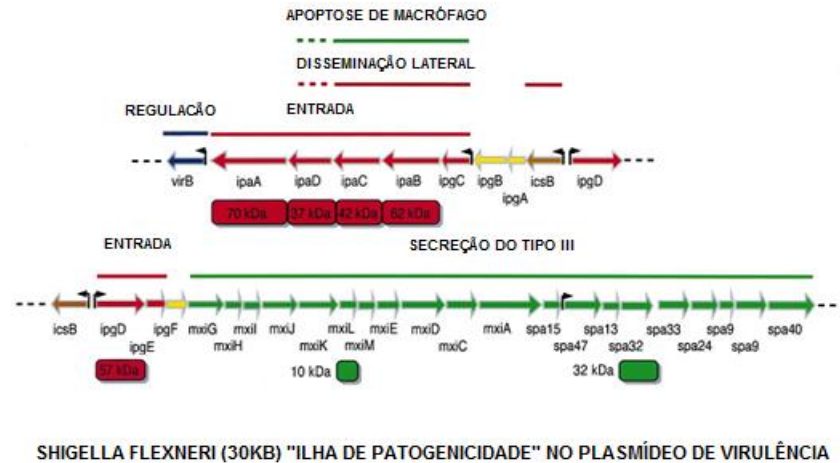 APOPTOSE DE MACRÓFAGO
DISSEMINAÇÃO LATERAL
REGULACÃO ENTRADA
virB ipaA ipaD ipaC ipaB ipgC ipgB ipgA icsB ipgD
70 kDa 37 kDa 42 kDa 62 kDa
ENTRADA SECREÇÃO DO TIPO III
icsB ipgD ipgE ipgF mxiG mxiH mxiI mxiJ mxiK mxiL mxiM mxiE mxiD mxiC mxiA spa15 spa47 spa13 spa32 spa33 spa24 spa9 spa9 spa40
57 kDa 10 kDa 32 kDa
SHIGELLA FLEXNERI (30KB) "ILHA DE PATOGENICIDADE" NO PLASMÍDEO DE VIRULÊNCIA